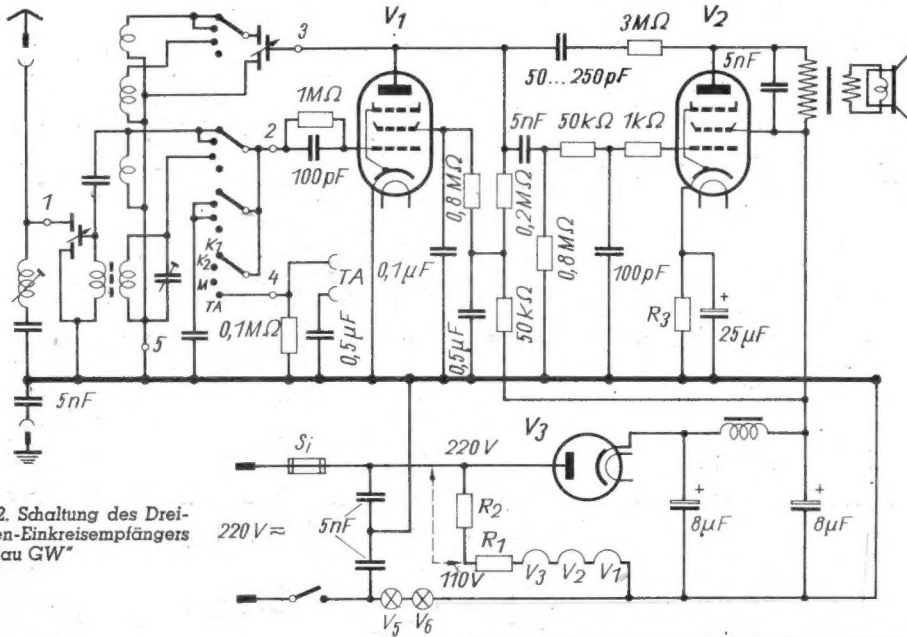 V1
V2
3
3MΩ
50...250pF
5nF
1MΩ
2
100pF
5nF
50kΩ
1kΩ
1
0,8MΩ
0,2MΩ
0,8MΩ
100pF
K1
K2
M
TA
4
TA
0,1MΩ
0,5µF
0,1µF
0,5µF
50kΩ
R3
+
25µF
5
5nF
V3
Si
220V
220V≂
5nF
R2
R1
110V
V3
V2
V1
V5
V6
+
8µF
+
8µF
2. Schaltung des Drei-
en-Einkreisempfängers
au GW"